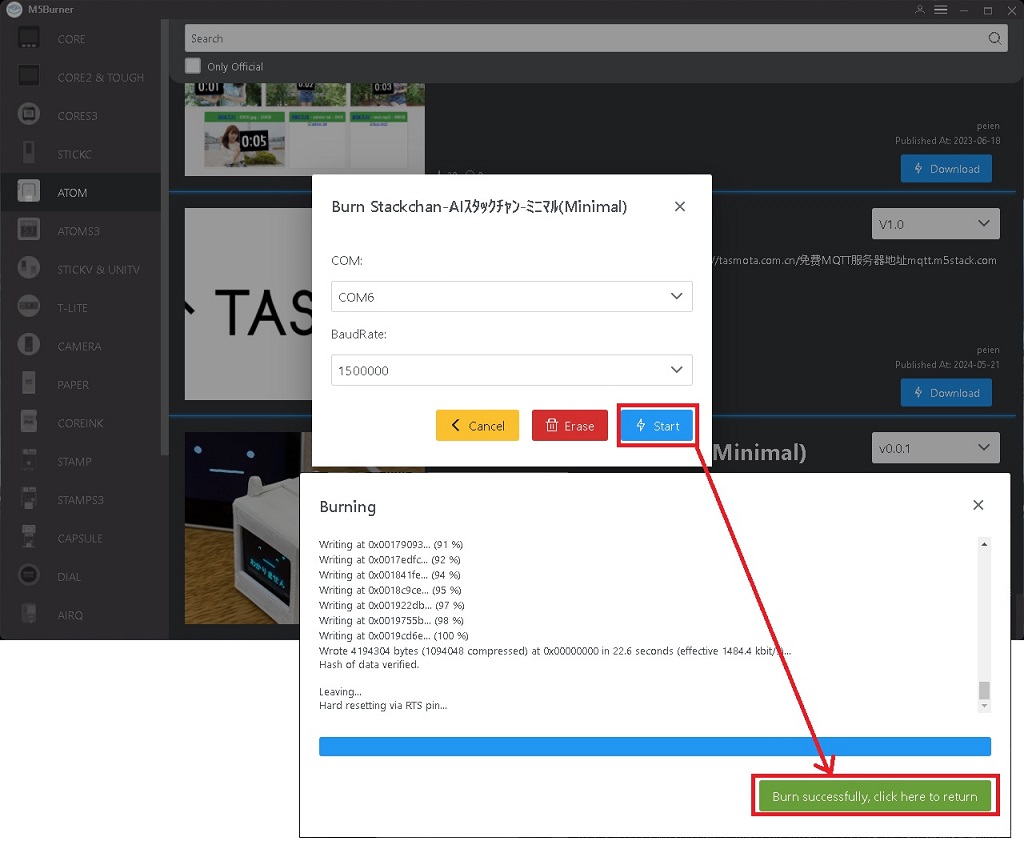 M5Burner
CORE
CORE2 & TOUGH
CORES3
STICKC
ATOM
ATOMS3
STICKV & UNITV
T-LITE
CAMERA
PAPER
COREINK
STAMP
STAMPS3
CAPSULE
DIAL
AIRQ
Search
Only Official
0:01
0:02
0:03
0:05
peien
Published At: 2023-06-18
Download
V1.0
/tasmota.com.cn/免费MQTT服务器地址mqtt.m5stack.com
TAS
peien
Published At: 2024-05-21
Download
Minimal)
v0.0.1
わかりません
Burn Stackchan-AIｽﾀｯｸﾁｬﾝ-ﾐﾆﾏﾙ(Minimal)
COM:
COM6
BaudRate:
1500000
Cancel
Erase
Start
Burning
Writing at 0x00179093... (91 %)
Writing at 0x0017edfc... (92 %)
Writing at 0x001841fe... (94 %)
Writing at 0x0018c9ce... (95 %)
Writing at 0x001922db... (97 %)
Writing at 0x0019755b... (98 %)
Writing at 0x0019cd6e... (100 %)
Wrote 4194304 bytes (1094048 compressed) at 0x00000000 in 22.6 seconds (effective 1484.4 kbit/s)...
Hash of data verified.
Leaving...
Hard resetting via RTS pin...
Burn successfully, click here to return